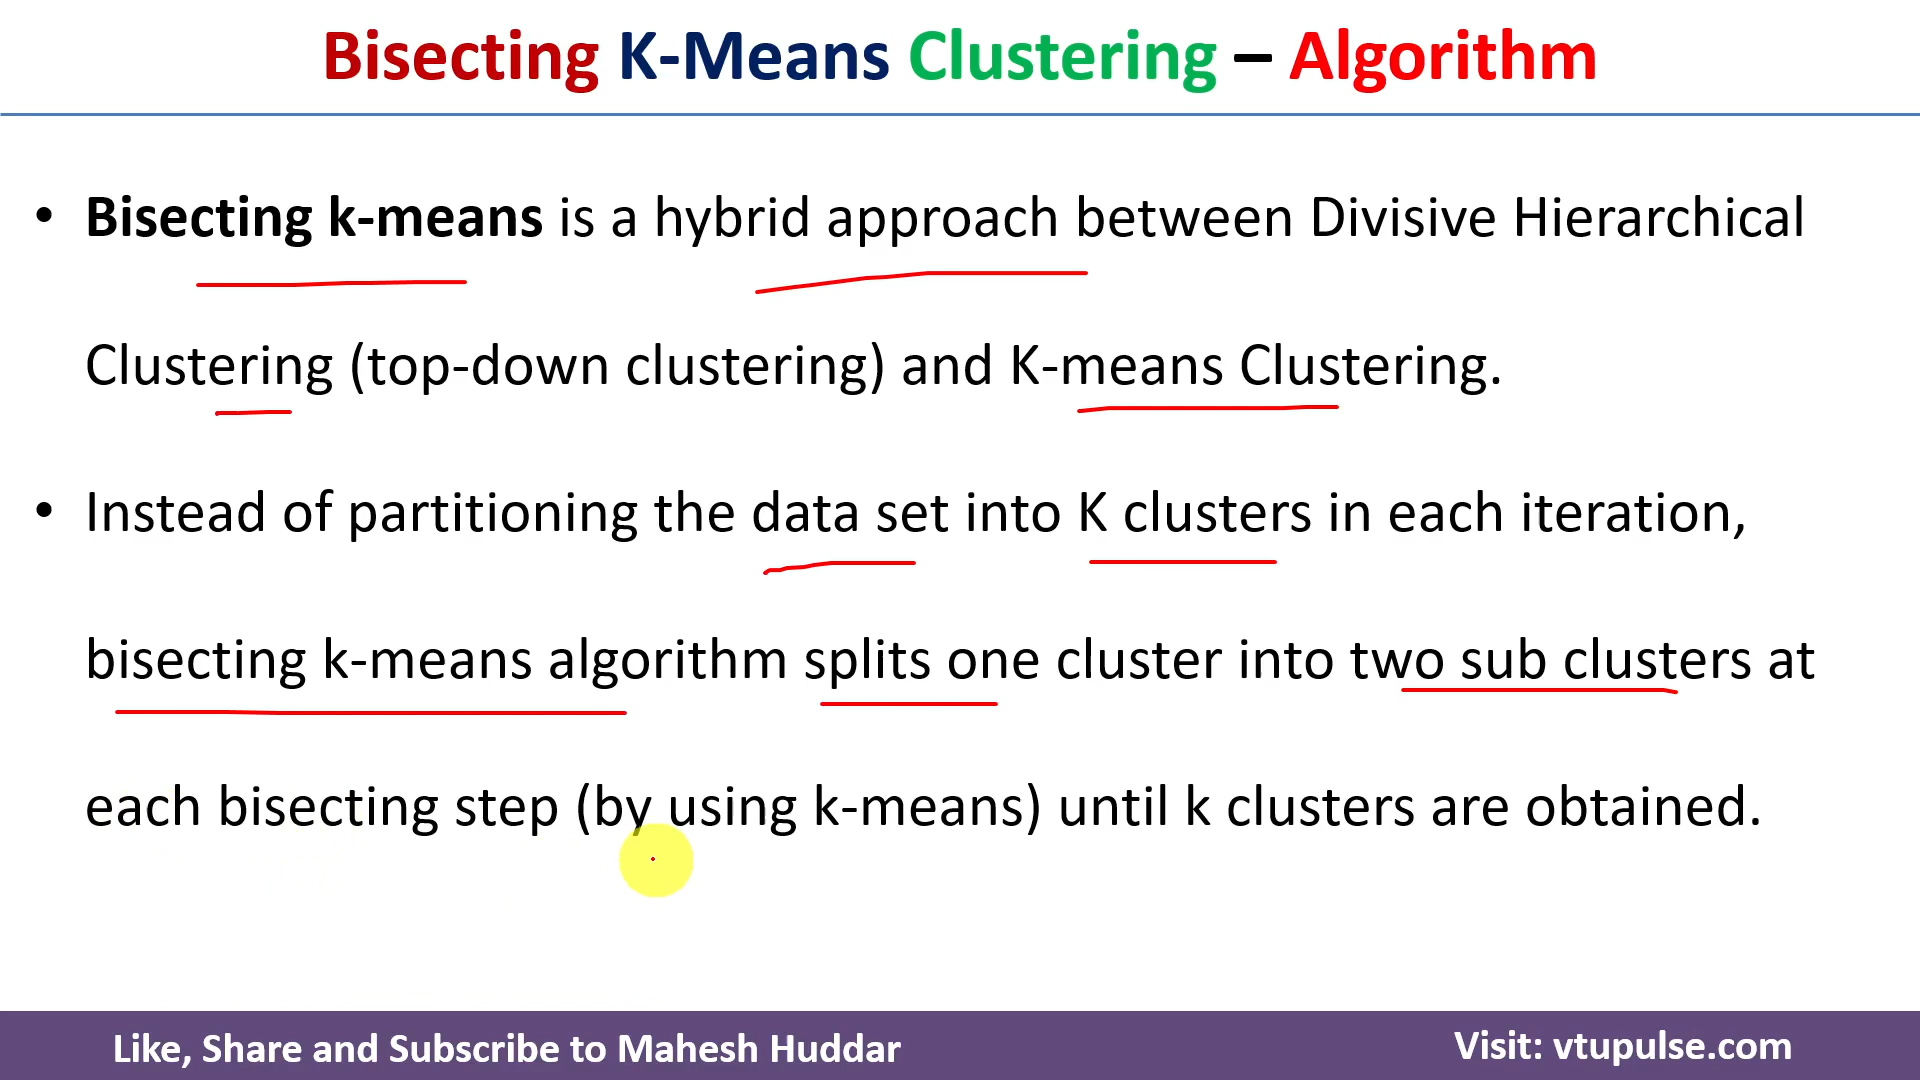 Bisecting K-Means Clustering – Algorithm
• Bisecting k-means is a hybrid approach between Divisive Hierarchical
Clustering (top-down clustering) and K-means Clustering.
• Instead of partitioning the data set into K clusters in each iteration,
bisecting k-means algorithm splits one cluster into two sub clusters at
each bisecting step (by using k-means) until k clusters are obtained.
Like, Share and Subscribe to Mahesh Huddar
Visit: vtupulse.com